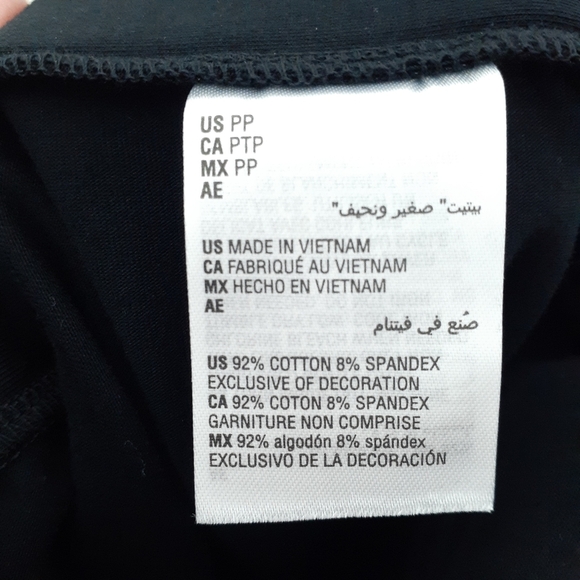 US PP
CA PTP
MX PP
AE
بيتيت" صغير ونحيف"
US MADE IN VIETNAM
CA FABRIQUÉ AU VIETNAM
MX HECHO EN VIETNAM
AE
صُنع في فيتنام
US 92% COTTON 8% SPANDEX
EXCLUSIVE OF DECORATION
CA 92% COTON 8% SPANDEX
GARNITURE NON COMPRISE
MX 92% algodón 8% spándex
EXCLUSIVO DE LA DECORACIÓN